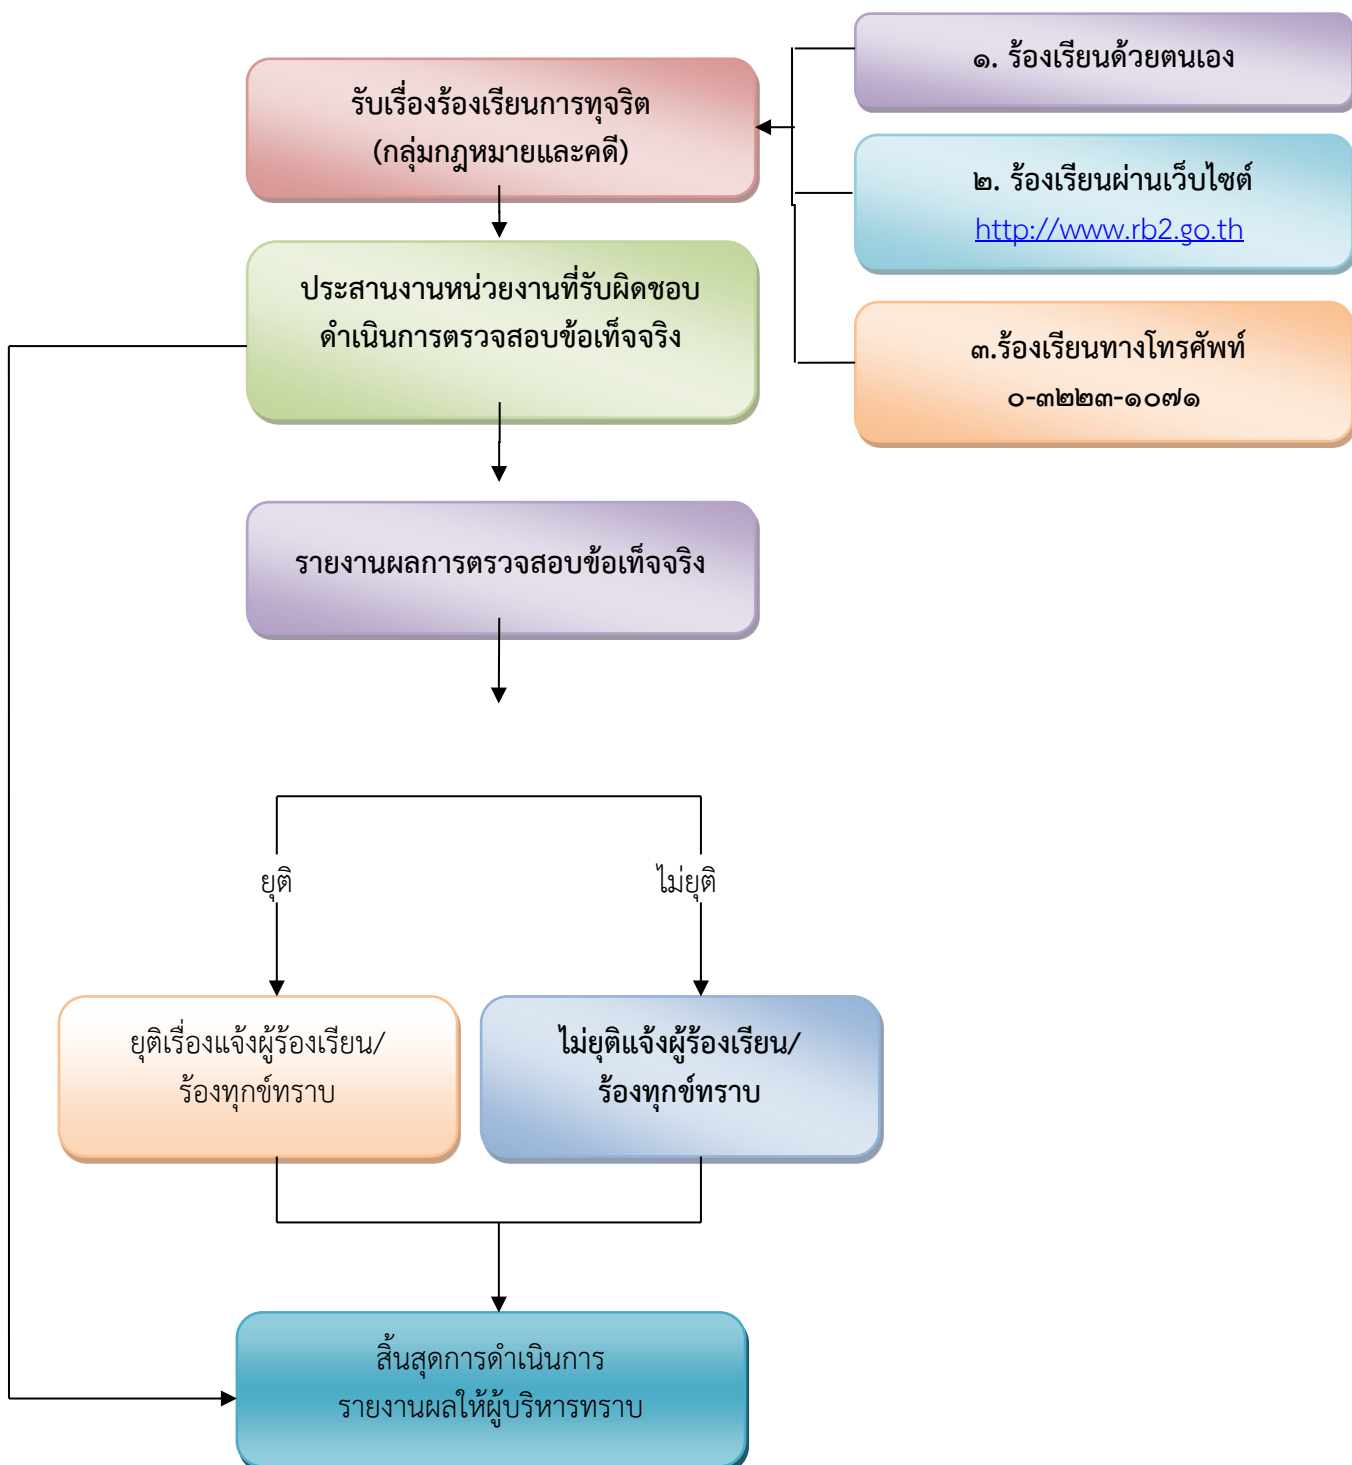 ๑. ร้องเรียนด้วยตนเอง
รับเรื่องร้องเรียนการทุจริต
(กลุ่มกฎหมายและคดี)
๒. ร้องเรียนผ่านเว็บไซต์
http://www.rb2.go.th
ประสานงานหน่วยงานที่รับผิดชอบ
ดำเนินการตรวจสอบข้อเท็จจริง
๓.ร้องเรียนทางโทรศัพท์
๐-๓๒๒๓-๑๐๗๑
รายงานผลการตรวจสอบข้อเท็จจริง
ยุติ
ไม่ยุติ
ยุติเรื่องแจ้งผู้ร้องเรียน/
ร้องทุกข์ทราบ
ไม่ยุติแจ้งผู้ร้องเรียน/
ร้องทุกข์ทราบ
สิ้นสุดการดำเนินการ
รายงานผลให้ผู้บริหารทราบ